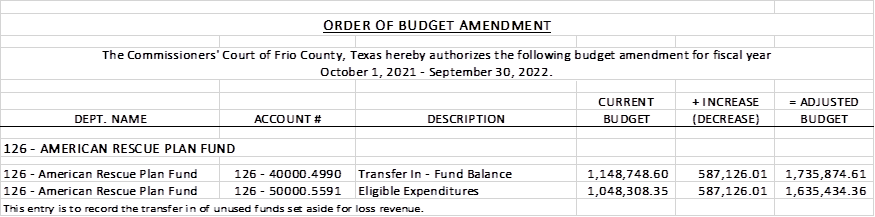 ORDER OF BUDGET AMENDMENT
The Commissioners' Court of Frio County, Texas hereby authorizes the following budget amendment for fiscal year
October 1, 2021 - September 30, 2022.
CURRENT + INCREASE = ADJUSTED
DEPT. NAME ACCOUNT # DESCRIPTION BUDGET (DECREASE) BUDGET
126 - AMERICAN RESCUE PLAN FUND
126 - American Rescue Plan Fund 126 - 40000.4990 Transfer In - Fund Balance 1,148,748.60 587,126.01 1,735,874.61
126 - American Rescue Plan Fund 126 - 50000.5591 Eligible Expenditures 1,048,308.35 587,126.01 1,635,434.36
This entry is to record the transfer in of unused funds set aside for loss revenue.